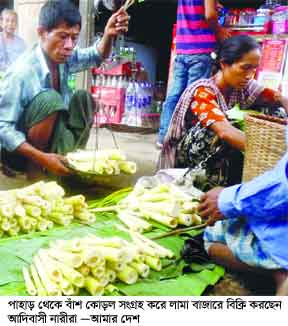 পাহাড় থেকে বাঁশ কোড়ল সংগ্রহ করে লামা বাজারে বিক্রি করছেন
আদিবাসী নারীরা —আমার দেশ